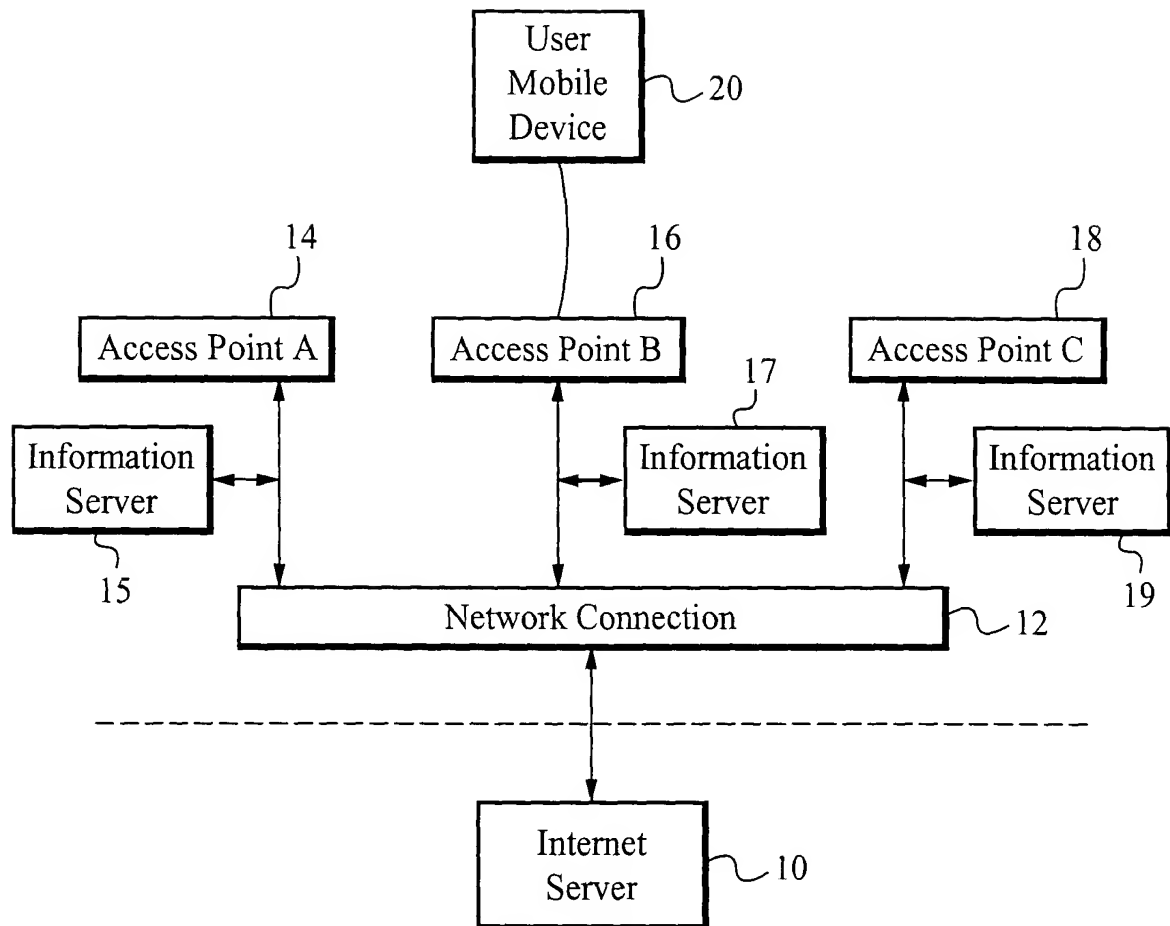 User
Mobile
Device
20
14
16
18
Access Point A
Access Point B
Access Point C
17
Information
Server
Information
Server
Information
Server
15
19
Network Connection
12
Internet
Server
10